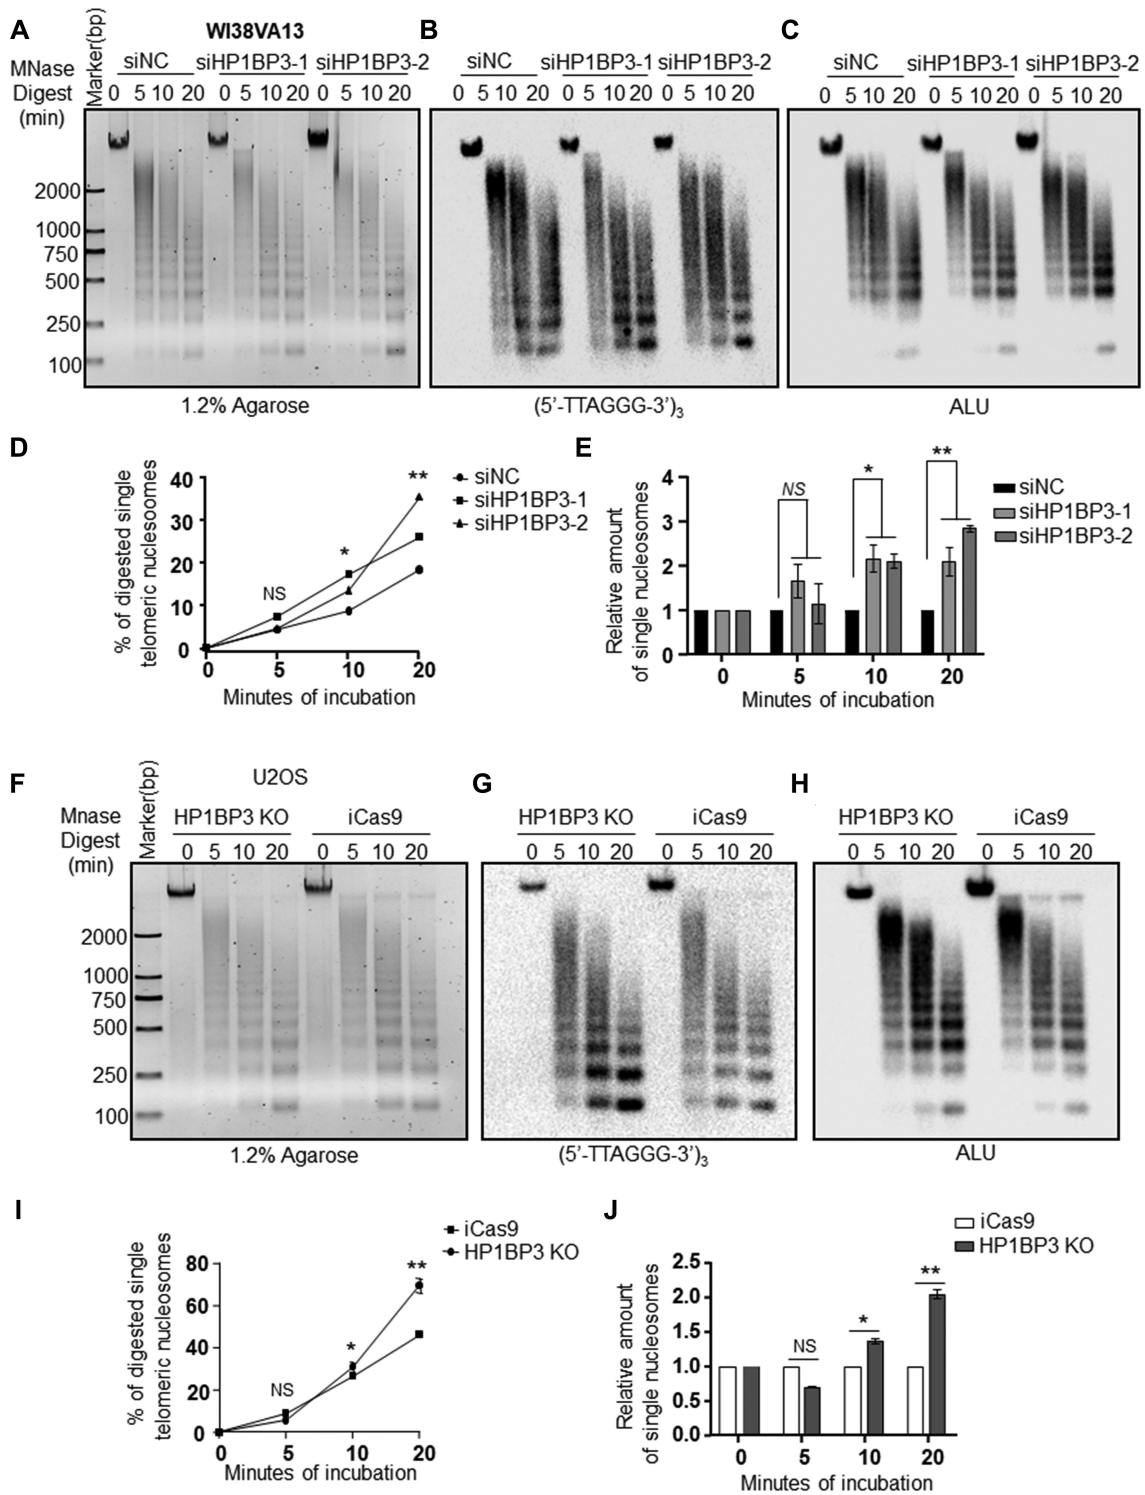 A
WI38VA13
MNase
Digest
(min)
Marker(bp)
siNC siHP1BP3-1 siHP1BP3-2
0 5 10 20 0 5 10 20 0 5 10 20
2000
1000
750
500
250
100
1.2% Agarose
B
siNC siHP1BP3-1 siHP1BP3-2
0 5 10 20 0 5 10 20 0 5 10 20
(5'-TTAGGG-3')3
C
siNC siHP1BP3-1 siHP1BP3-2
0 5 10 20 0 5 10 20 0 5 10 20
ALU
D
% of digested single
telomeric nuclesoomes
40
30
20
10
0
NS
*
**
0 5 10 20
Minutes of incubation
siNC
siHP1BP3-1
siHP1BP3-2
E
Relative amount
of single nucleosomes
4
3
2
1
0
NS
*
**
0 5 10 20
Minutes of incubation
siNC
siHP1BP3-1
siHP1BP3-2
F
U2OS
Mnase
Digest
(min)
Marker(bp)
HP1BP3 KO iCas9
0 5 10 20 0 5 10 20
2000
1000
750
500
250
100
1.2% Agarose
G
HP1BP3 KO iCas9
0 5 10 20 0 5 10 20
(5'-TTAGGG-3')3
H
HP1BP3 KO iCas9
0 5 10 20 0 5 10 20
ALU
I
% of digested single
telomeric nucleosomes
80
60
40
20
0
NS
*
**
0 5 10 20
Minutes of incubation
iCas9
HP1BP3 KO
J
Relative amount
of single nucleosomes
2.5
2.0
1.5
1.0
0.5
0.0
NS
*
**
0 5 10 20
Minutes of incubation
iCas9
HP1BP3 KO